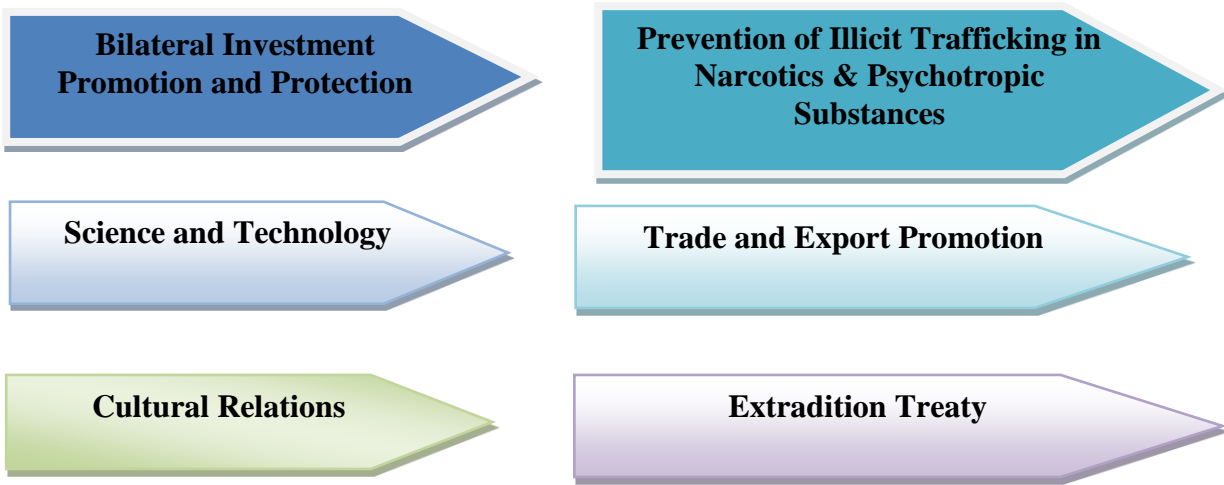 Bilateral Investment
Promotion and Protection
Prevention of Illicit Trafficking in
Narcotics & Psychotropic
Substances
Science and Technology
Trade and Export Promotion
Cultural Relations
Extradition Treaty